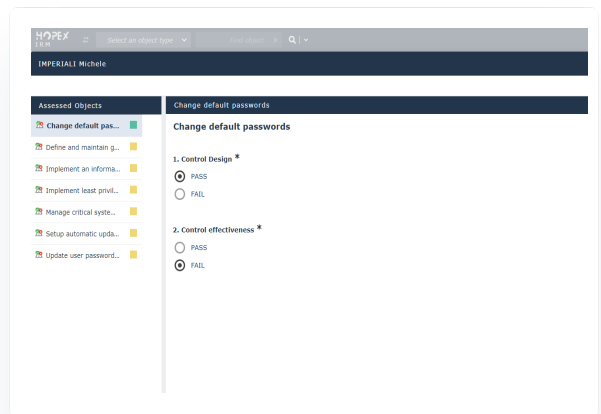 HOPEX
IRM
Select an object type
Find object
IMPERIALI Michele
Assessed Objects
Change default pas...
Define and maintain g...
Implement an informa...
Implement least privil...
Manage critical syste...
Setup automatic upda...
Update user password...
Change default passwords
Change default passwords
1. Control Design *
PASS
FAIL
2. Control effectiveness *
PASS
FAIL